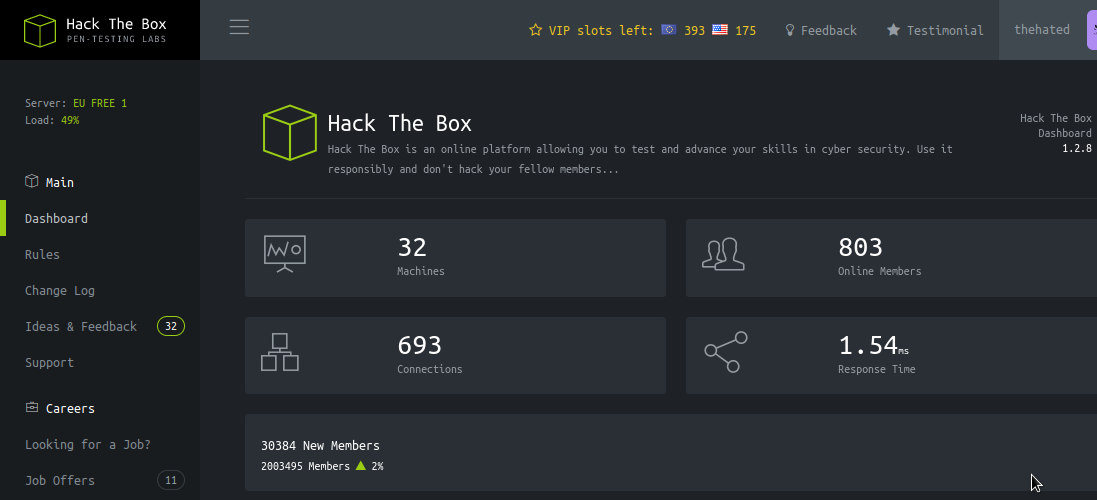 Hack The Box
PEN-TESTING LABS
VIP slots left: 393 175
Feedback
Testimonial
thehated
Server: EU FREE 1
Load: 49%
Main
Dashboard
Rules
Change Log
Ideas & Feedback 32
Support
Careers
Looking for a Job?
Job Offers 11
Hack The Box
Hack The Box is an online platform allowing you to test and advance your skills in cyber security. Use it
responsibly and don't hack your fellow members...
Hack The Box
Dashboard
1.2.8
32
Machines
803
Online Members
693
Connections
1.54ms
Response Time
30384 New Members
2003495 Members 2%